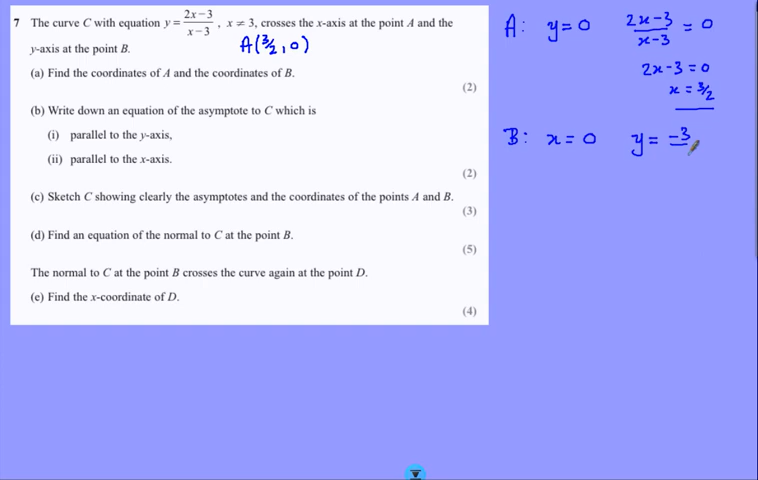 7 The curve C with equation y = \frac{2x-3}{x-3}, x ≠ 3, crosses the x-axis at the point A and the
y-axis at the point B.
A(3/2, 0)
(a) Find the coordinates of A and the coordinates of B.
(2)
(b) Write down an equation of the asymptote to C which is
(i) parallel to the y-axis,
(ii) parallel to the x-axis.
(2)
(c) Sketch C showing clearly the asymptotes and the coordinates of the points A and B.
(3)
(d) Find an equation of the normal to C at the point B.
(5)
The normal to C at the point B crosses the curve again at the point D.
(e) Find the x-coordinate of D.
(4)
A: y=0 \frac{2x-3}{x-3} = 0
2x-3=0
x = 3/2
B: x=0 y = -3